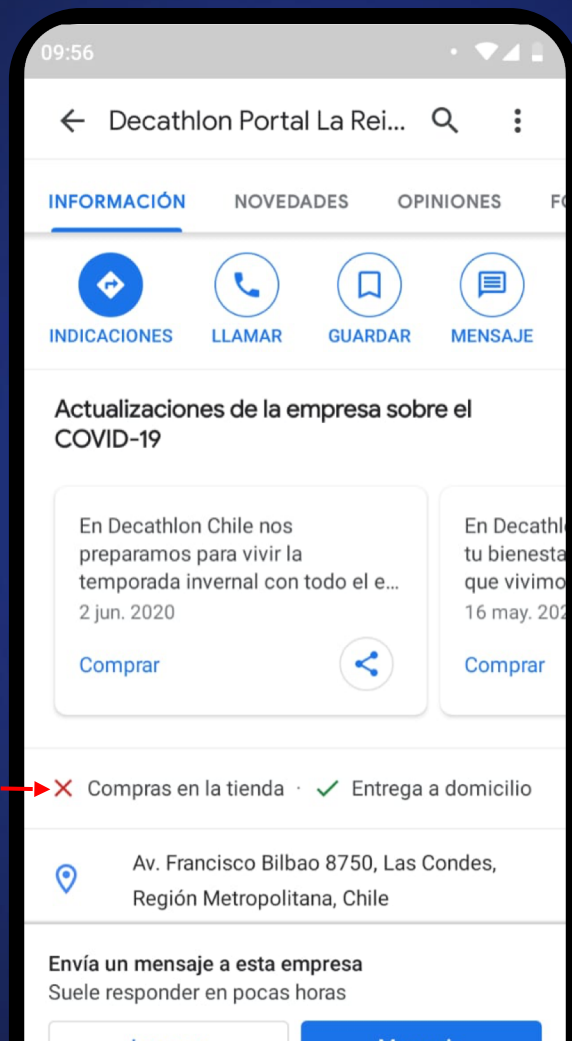 09:56
Decathlon Portal La Rei...
INFORMACIÓN NOVEDADES OPINIONES
INDICACIONES LLAMAR GUARDAR MENSAJE
Actualizaciones de la empresa sobre el
COVID-19
En Decathlon Chile nos
preparamos para vivir la
temporada invernal con todo el e...
2 jun. 2020
Comprar
En Decathl
tu bienesta
que vivimo
16 may. 202
Comprar
Compras en la tienda · Entrega a domicilio
Av. Francisco Bilbao 8750, Las Condes,
Región Metropolitana, Chile
Envía un mensaje a esta empresa
Suele responder en pocas horas